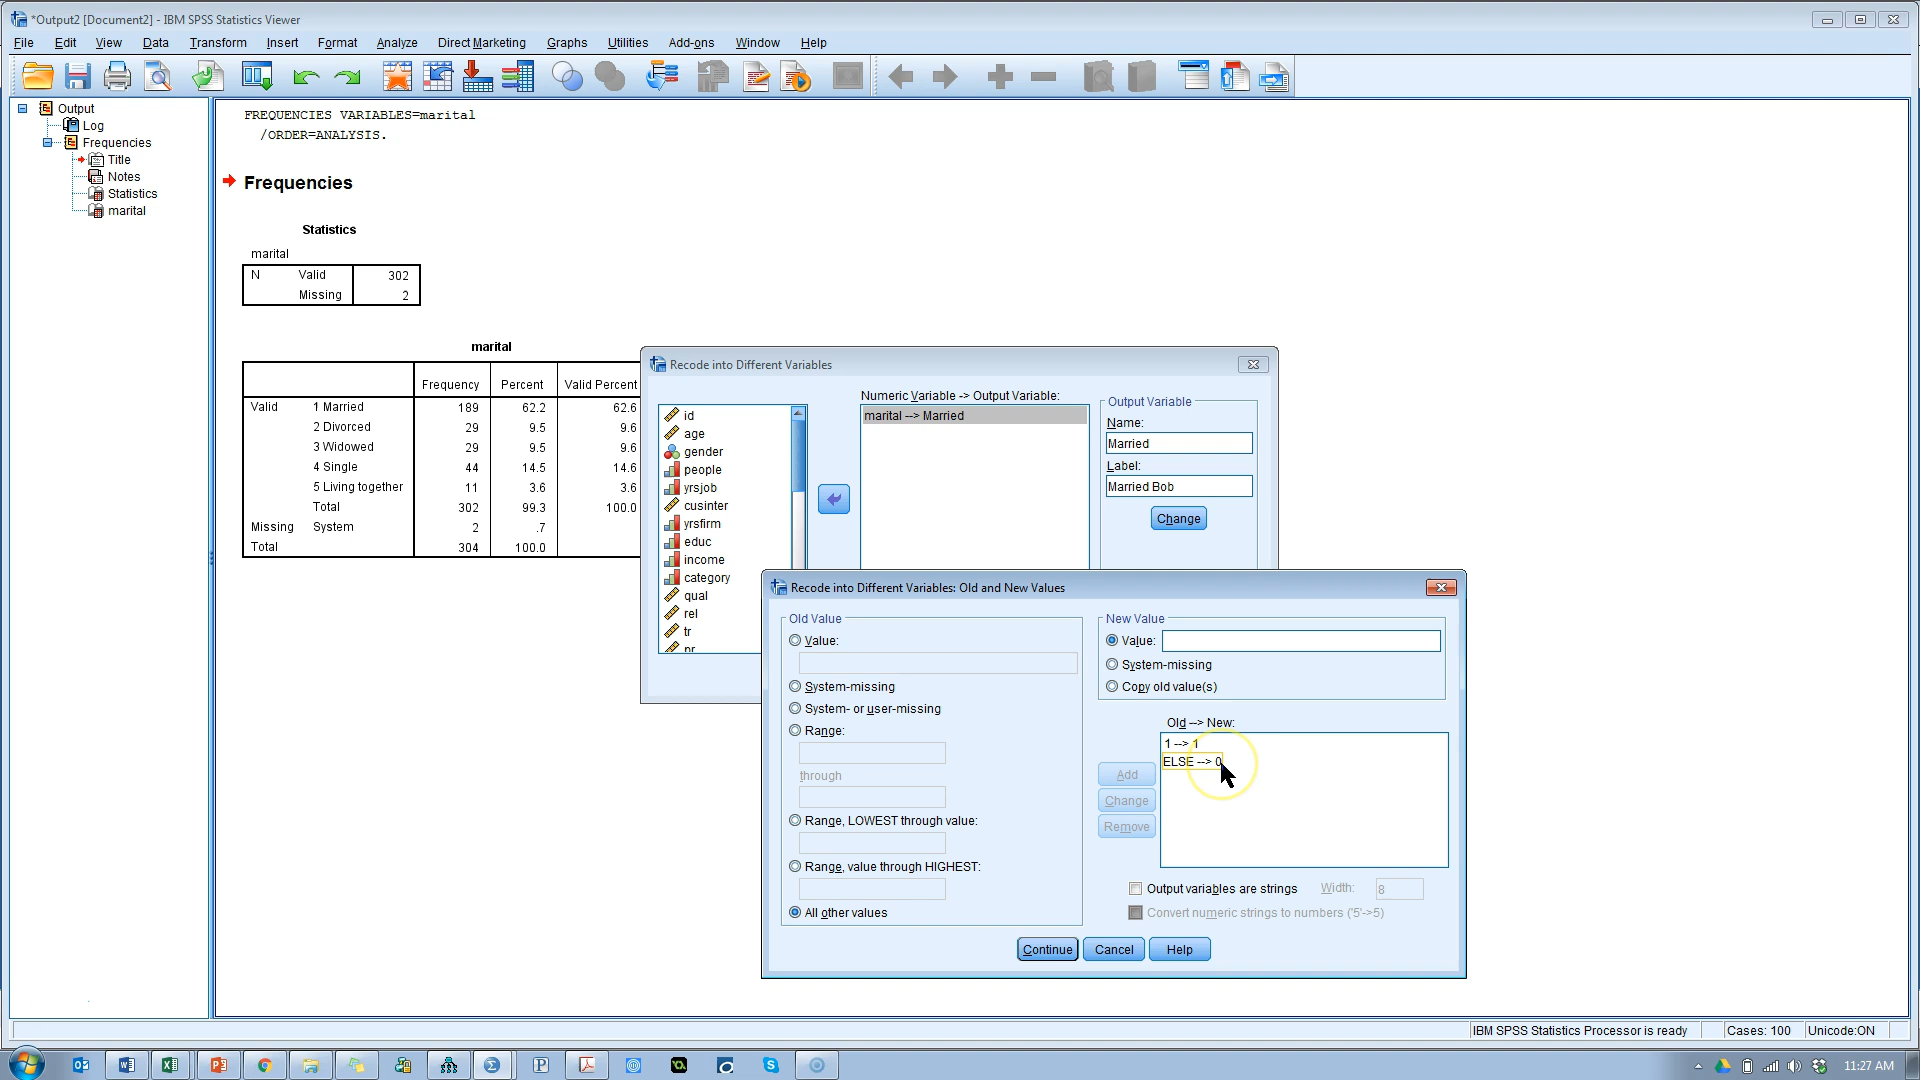 *Output2 [Document2] - IBM SPSS Statistics Viewer
File Edit View Data Transform Insert Format Analyze Direct Marketing Graphs Utilities Add-ons Window Help
Output
Log
Frequencies
Title
Notes
Statistics
marital
FREQUENCIES VARIABLES=marital
/ORDER=ANALYSIS.
Frequencies
Statistics
marital
N Valid 302
Missing 2
marital
Frequency Percent Valid Percent
Valid 1 Married 189 62.2 62.6
2 Divorced 29 9.5 9.6
3 Widowed 29 9.5 9.6
4 Single 44 14.5 14.6
5 Living together 11 3.6 3.6
Total 302 99.3 100.0
Missing System 2 .7
Total 304 100.0
Recode into Different Variables
id
age
gender
people
yrsjob
cusinter
yrsfirm
educ
income
category
qual
rel
tr
Numeric Variable -> Output Variable:
marital --> Married
Output Variable
Name:
Married
Label:
Married Bob
Change
Recode into Different Variables: Old and New Values
Old Value
Value:
System-missing
System- or user-missing
Range:
through
Range, LOWEST through value:
Range, value through HIGHEST:
All other values
New Value
Value:
System-missing
Copy old value(s)
Old --> New:
1 --> 1
ELSE --> 0
Add
Change
Remove
Output variables are strings Width: 8
Convert numeric strings to numbers ('5'->5)
Continue Cancel Help
IBM SPSS Statistics Processor is ready Cases: 100 Unicode:ON
11:27 AM